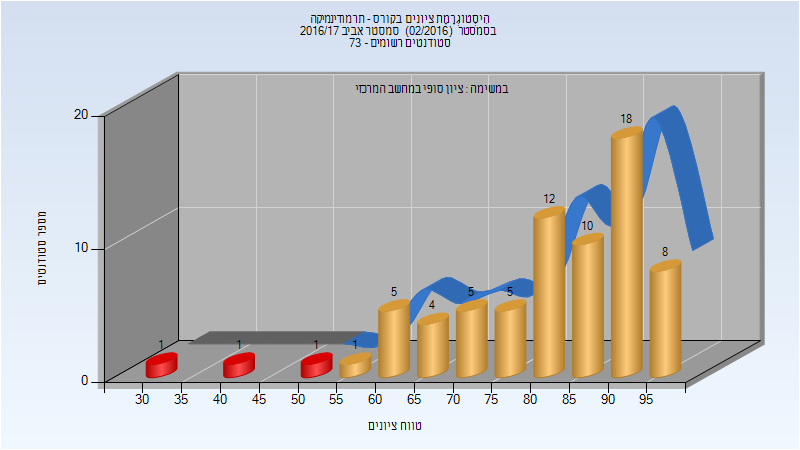 היסטוגרמת ציונים בקורס - תרמודינמיקה
בסמסטר (02/2016) סמסטר אביב 2016/17
סטודנטים רשומים - 73
במשימה : ציון סופי במחשב המרכזי
מספר סטודנטים
20
10
0
1
1
1
1
5
4
5
5
12
10
18
8
30 35 40 45 50 55 60 65 70 75 80 85 90 95
טווח ציונים